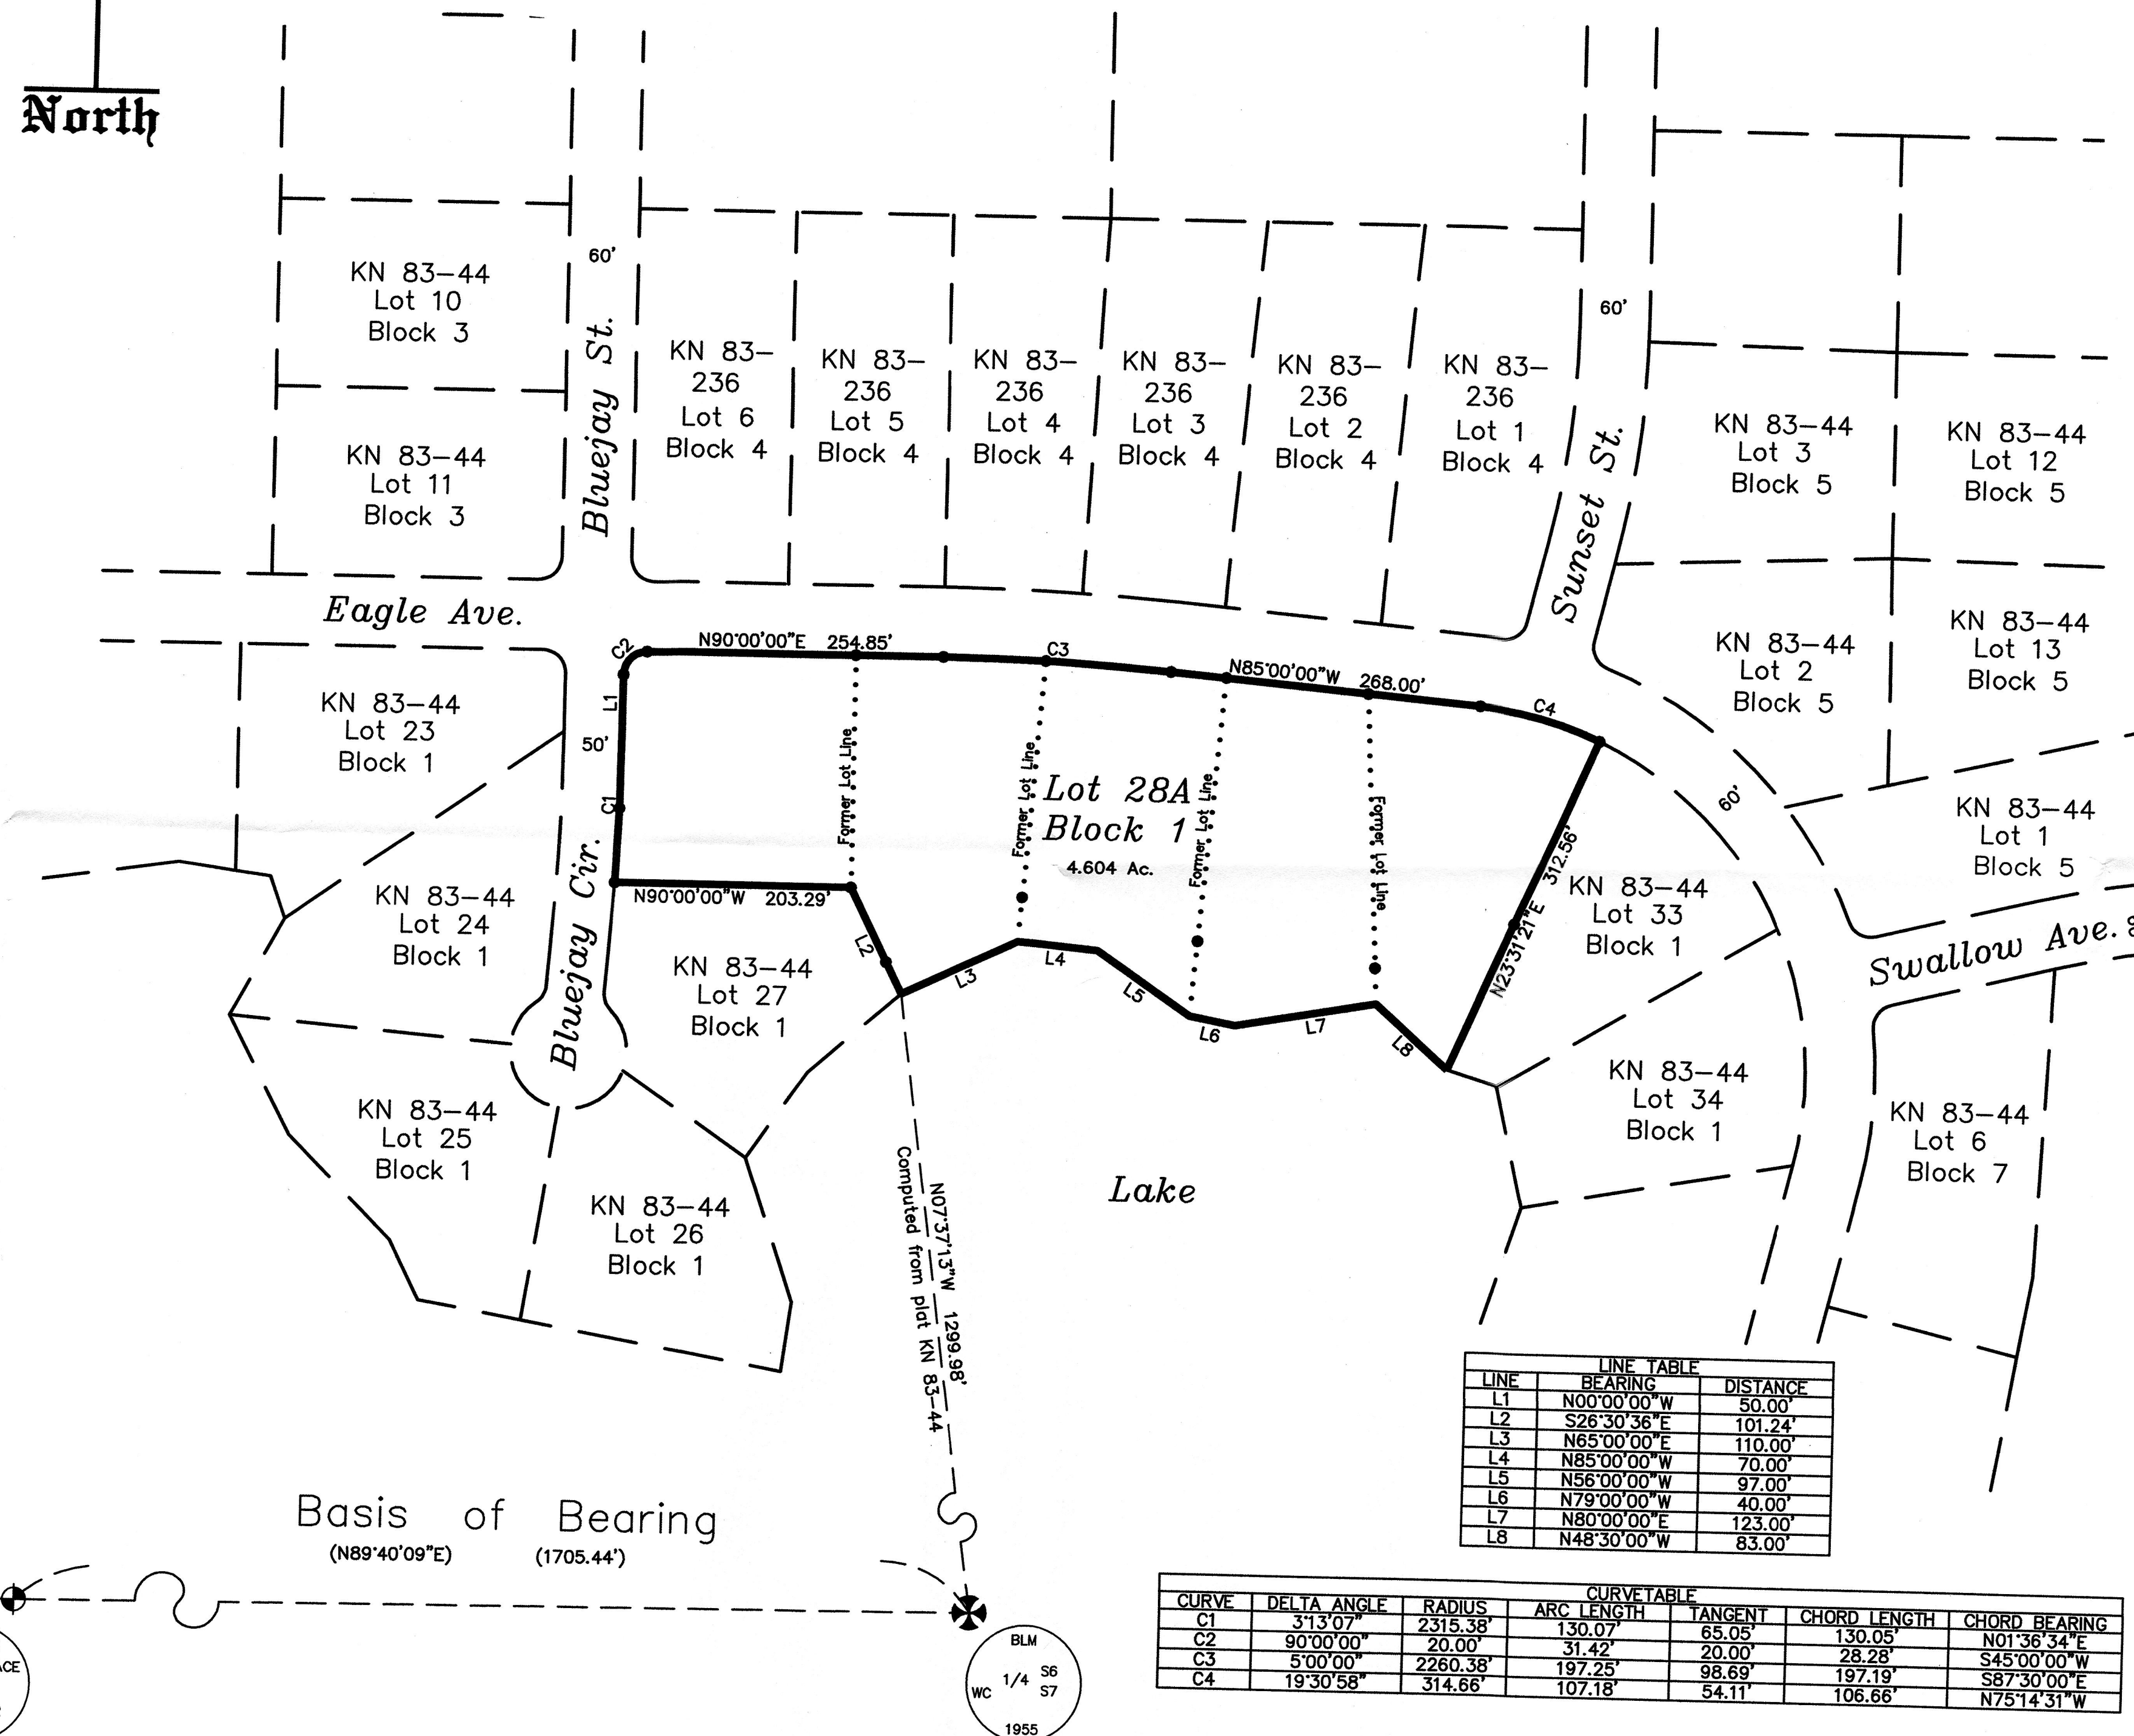 North
KN 83-44
Lot 10
Block 3
60'
Bluejay St.
KN 83-44
Lot 11
Block 3
KN 83-
236
Lot 6
Block 4
KN 83-
236
Lot 5
Block 4
KN 83-
236
Lot 4
Block 4
KN 83-
236
Lot 3
Block 4
KN 83-
236
Lot 2
Block 4
KN 83-
236
Lot 1
Block 4
60'
Sunset St.
KN 83-44
Lot 3
Block 5
KN 83-44
Lot 12
Block 5
KN 83-44
Lot 2
Block 5
KN 83-44
Lot 13
Block 5
Eagle Ave.
C2
N90°00'00"E 254.85'
C3
N85°00'00"W 268.00'
C4
L1
50'
C1
KN 83-44
Lot 23
Block 1
Former Lot Line
Former Lot Line
Former Lot Line
Former Lot Line
Lot 28A
Block 1
4.604 Ac.
60'
KN 83-44
Lot 1
Block 5
312.56'
N23°31'21"E
KN 83-44
Lot 33
Block 1
Swallow Ave.
KN 83-44
Lot 24
Block 1
Bluejay Cir.
N90°00'00"W 203.29'
L2
L3
L4
L5
L6
L7
L8
KN 83-44
Lot 27
Block 1
KN 83-44
Lot 34
Block 1
KN 83-44
Lot 6
Block 7
KN 83-44
Lot 25
Block 1
KN 83-44
Lot 26
Block 1
Lake
N07°37'13"W 1299.98'
Computed from plat KN 83-44
LINE TABLE
LINE BEARING DISTANCE
L1 N00°00'00"W 50.00'
L2 S26°30'36"E 101.24'
L3 N65°00'00"E 110.00'
L4 N85°00'00"W 70.00'
L5 N56°00'00"W 97.00'
L6 N79°00'00"W 40.00'
L7 N80°00'00"E 123.00'
L8 N48°30'00"W 83.00'
Basis of Bearing
(N89°40'09"E) (1705.44')
CURVETABLE
CURVE DELTA ANGLE RADIUS ARC LENGTH TANGENT CHORD LENGTH CHORD BEARING
C1 3°13'07" 2315.38' 130.07' 65.05' 130.05' N01°36'34"E
C2 90°00'00" 20.00' 31.42' 20.00' 28.28' S45°00'00"W
C3 5°00'00" 2260.38' 197.25' 98.69' 197.19' S87°30'00"E
C4 19°30'58" 314.66' 107.18' 54.11' 106.66' N75°14'31"W
BLM
WC 1/4 S6
S7
1955
ACE